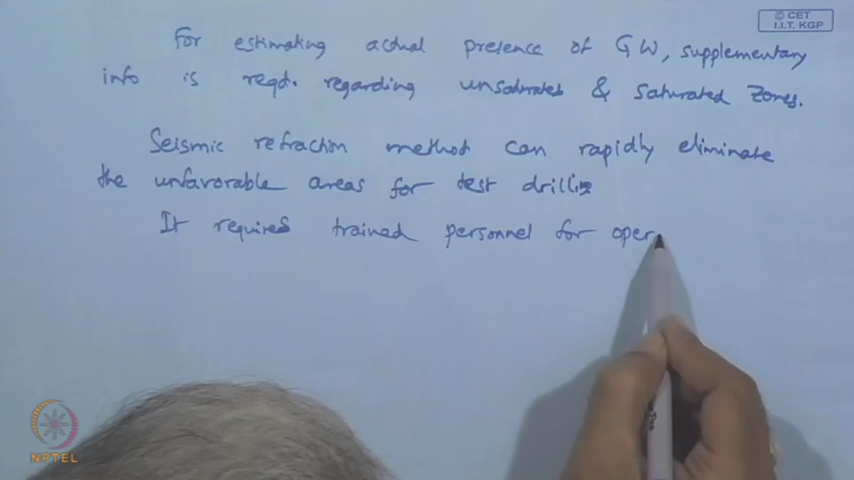 © CET
I.I.T. KGP
For estimating actual presence of GW, supplementary
info is reqd. regarding unsaturated & saturated zones.
Seismic refraction method can rapidly eliminate
the unfavorable areas for test drilling
It requires trained personnel for oper
NPTEL